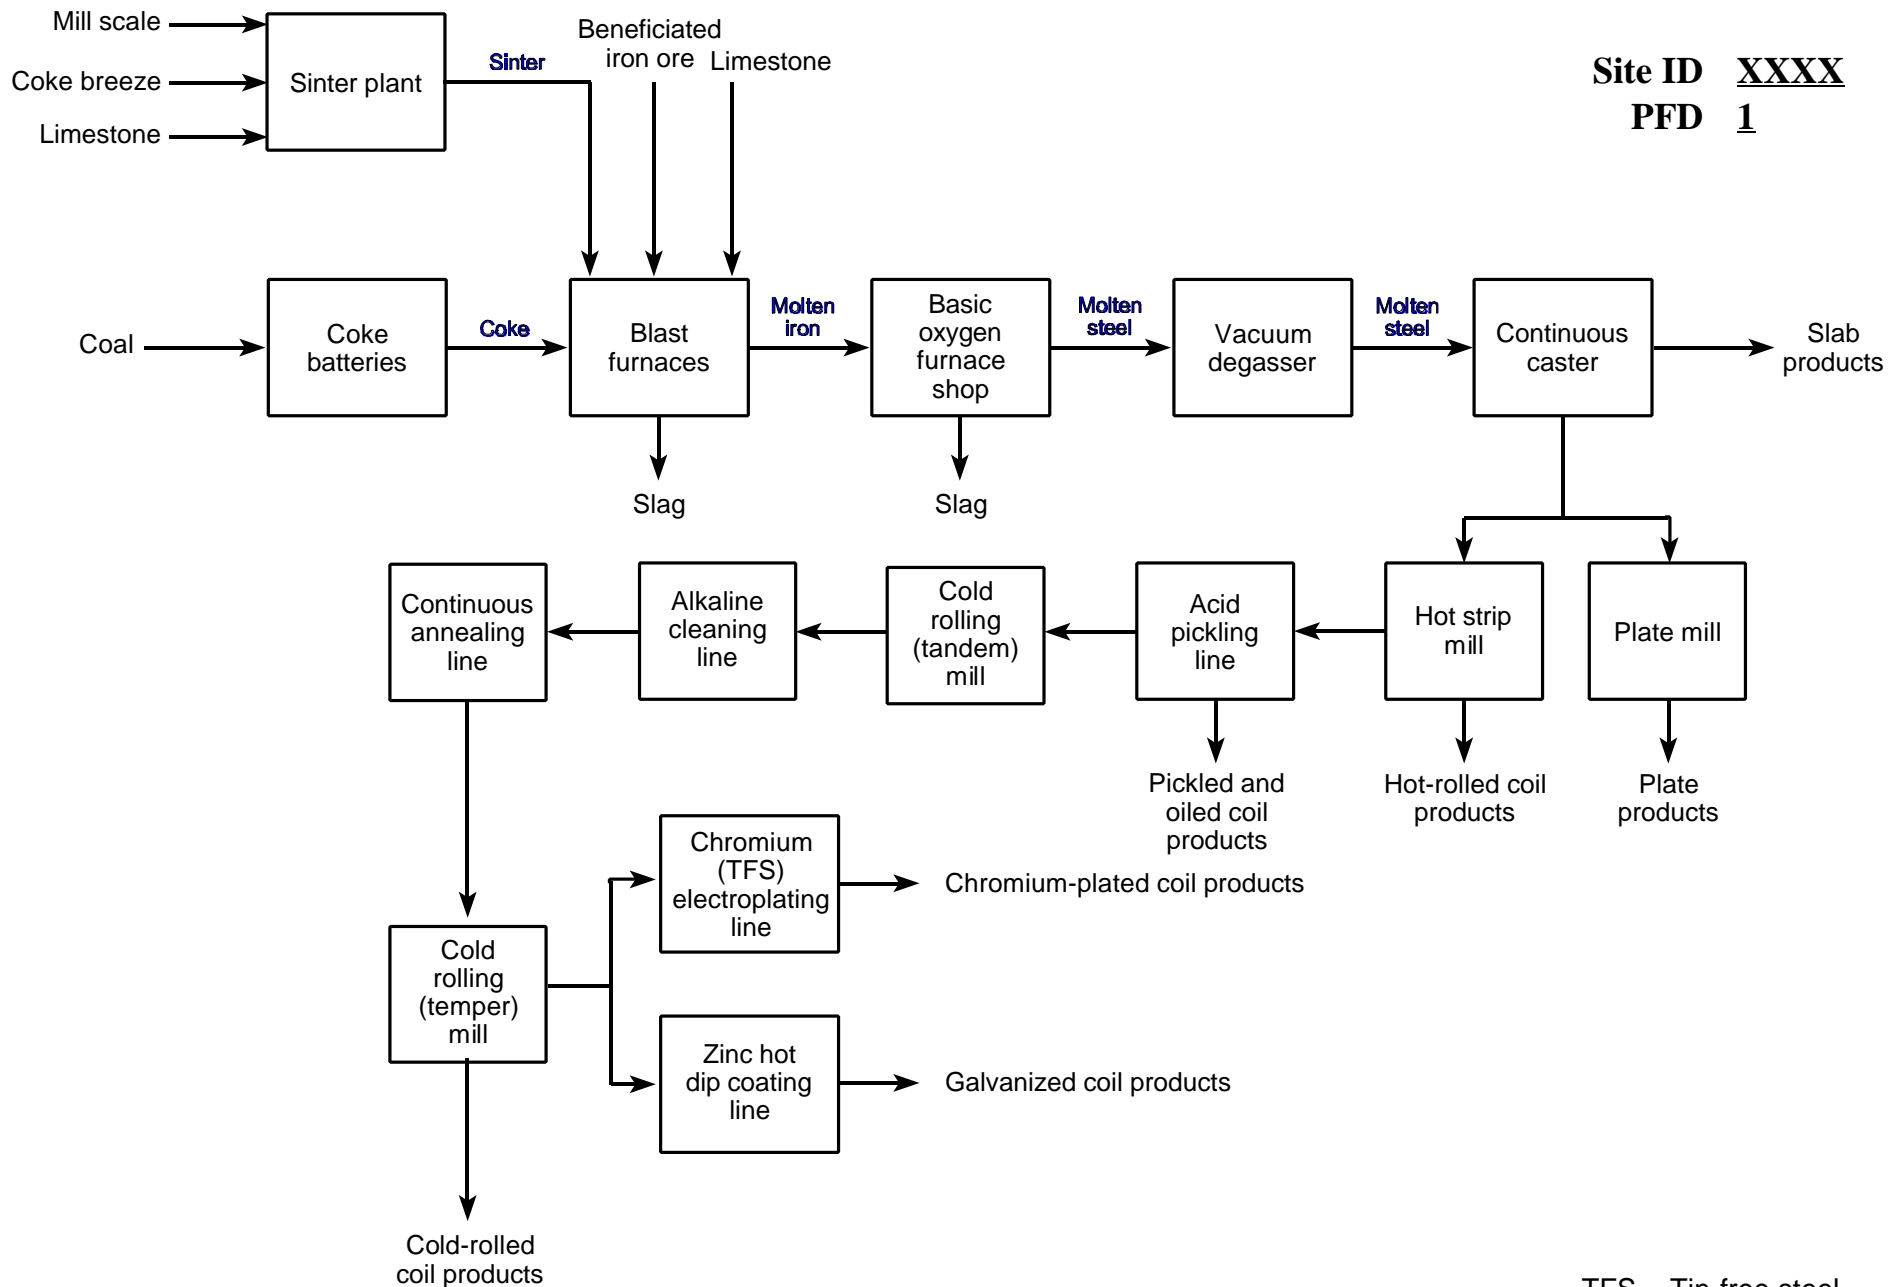 Mill scale
Coke breeze
Limestone
Sinter plant
Sinter
Beneficiated
iron ore
Limestone
Site ID XXXX
PFD 1
Coal
Coke
batteries
Coke
Blast
furnaces
Molten
iron
Basic
oxygen
furnace
shop
Molten
steel
Vacuum
degasser
Molten
steel
Continuous
caster
Slab
products
Slag
Slag
Continuous
annealing
line
Alkaline
cleaning
line
Cold
rolling
(tandem)
mill
Acid
pickling
line
Hot strip
mill
Plate mill
Pickled and
oiled coil
products
Hot-rolled coil
products
Plate
products
Chromium
(TFS)
electroplating
line
Chromium-plated coil products
Cold
rolling
(temper)
mill
Zinc hot
dip coating
line
Galvanized coil products
Cold-rolled
coil products